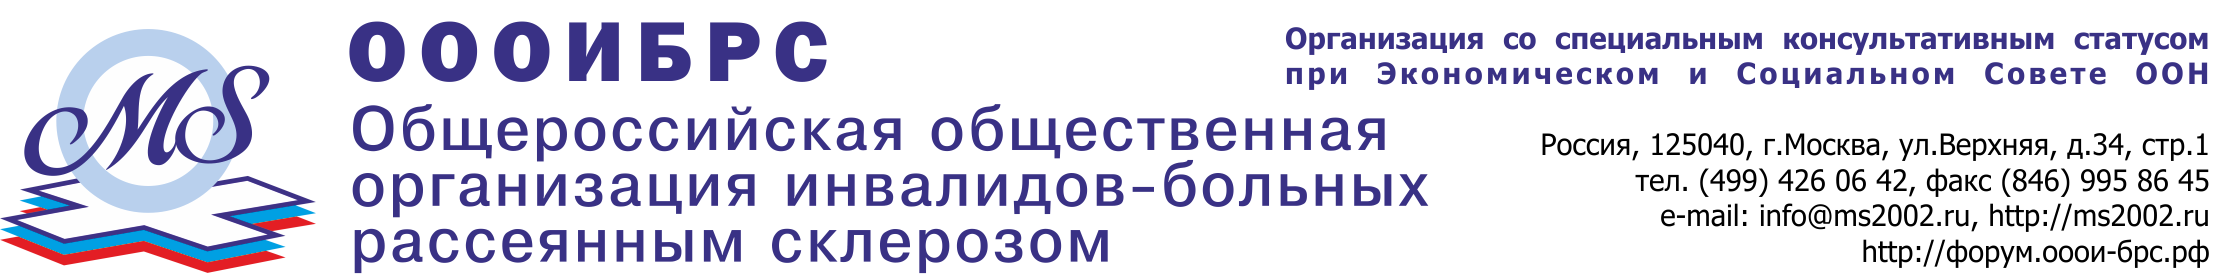 MS
ОООИБРС
Общероссийская общественная
организация инвалидов-больных
рассеянным склерозом
Организация со специальным консультативным статусом
при Экономическом и Социальном Совете ООН
Россия, 125040, г.Москва, ул.Верхняя, д.34, стр.1
тел. (499) 426 06 42, факс (846) 995 86 45
e-mail: info@ms2002.ru, http://ms2002.ru
http://форум.ооои-брс.рф